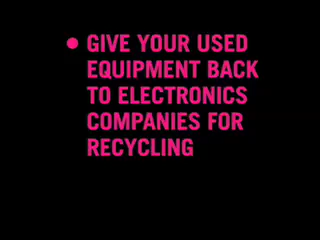 • GIVE YOUR USED
EQUIPMENT BACK
TO ELECTRONICS
COMPANIES FOR
RECYCLING